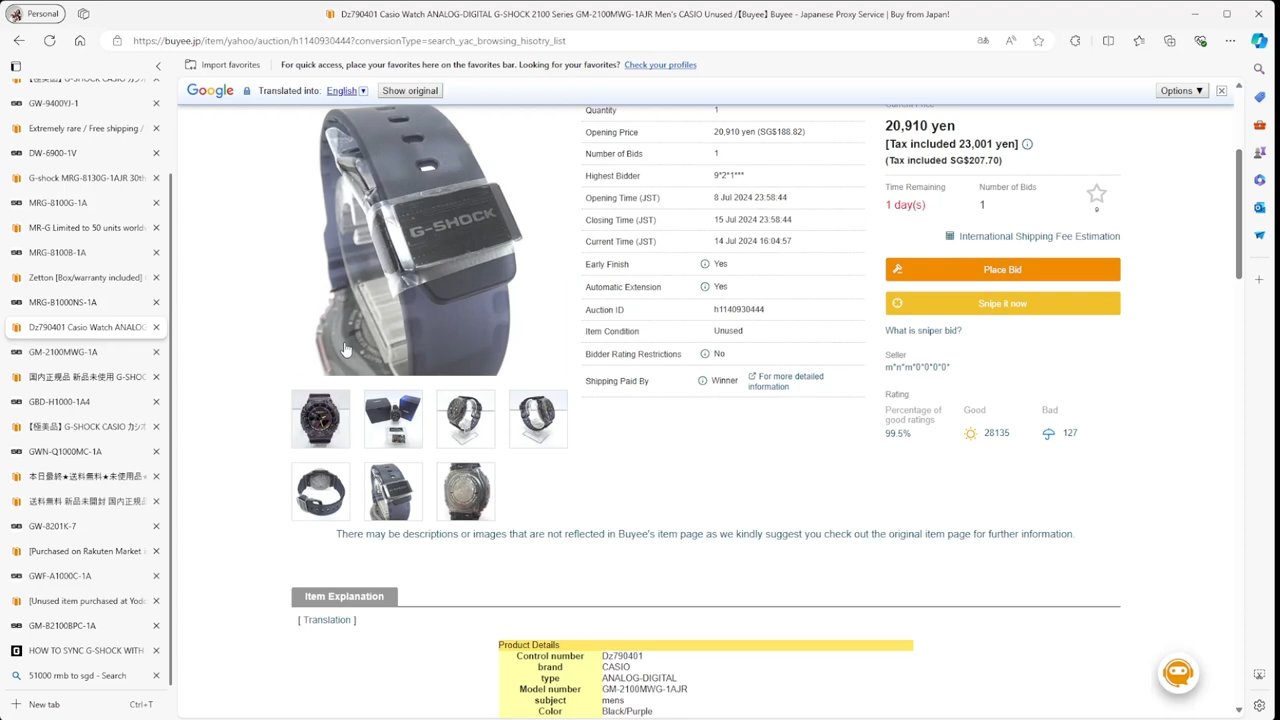 Personal
Dz790401 Casio Watch ANALOG-DIGITAL G-SHOCK 2100 Series GM-2100MWG-1AJR Men's CASIO Unused /【Buyee】 Buyee - Japanese Proxy Service | Buy from Japan!
https://buyee.jp/item/yahoo/auction/h1140930444?conversionType=search_yac_browsing_hisotry_list
Import favorites
For quick access, place your favorites here on the favorites bar. Looking for your favorites? Check your profiles
Google Translated into: English Show original Options ▼
【極美品】 G-SHOCK CASIO カシ
GW-9400YJ-1
Extremely rare / Free shipping /
DW-6900-1V
G-shock MRG-8130G-1AJR 30th
MRG-8100G-1A
MR-G Limited to 50 units world
MRG-8100B-1A
Zetton [Box/warranty included]
MRG-B1000NS-1A
Dz790401 Casio Watch ANALOG
GM-2100MWG-1A
国内正規品 新品未使用 G-SHOC
GBD-H1000-1A4
【極美品】 G-SHOCK CASIO カシ
GWN-Q1000MC-1A
本日最終★送料無料★未使用品★
送料無料 新品未開封 国内正規品
GW-8201K-7
[Purchased on Rakuten Market
GWF-A1000C-1A
[Unused item purchased at Yodo
GM-B2100BPC-1A
HOW TO SYNC G-SHOCK WITH
51000 rmb to sgd - Search
New tab Ctrl+T
G-SHOCK
Quantity 1
Opening Price 20,910 yen (SG$188.82)
Number of Bids 1
Highest Bidder 9*2*1***
Opening Time (JST) 8 Jul 2024 23:58:44
Closing Time (JST) 15 Jul 2024 23:58:44
Current Time (JST) 14 Jul 2024 16:04:57
Early Finish Yes
Automatic Extension Yes
Auction ID h1140930444
Item Condition Unused
Bidder Rating Restrictions No
Shipping Paid By Winner For more detailed information
Current Price
20,910 yen
[Tax included 23,001 yen]
(Tax included SG$207.70)
Time Remaining Number of Bids
1 day(s) 1
International Shipping Fee Estimation
Place Bid
Snipe it now
What is sniper bid?
Seller
m*n*m*0*0*0*0*
Rating
Percentage of good ratings Good Bad
99.5% 28135 127
There may be descriptions or images that are not reflected in Buyee's item page as we kindly suggest you check out the original item page for further information.
Item Explanation
[ Translation ]
Product Details
Control number Dz790401
brand CASIO
type ANALOG-DIGITAL
Model number GM-2100MWG-1AJR
subject mens
Color Black/Purple